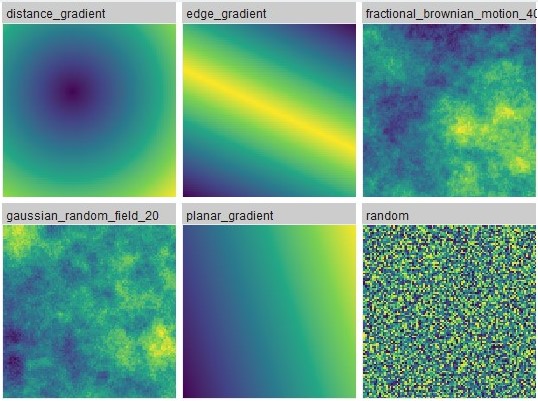 distance_gradient
edge_gradient
fractional_brownian_motion_40
gaussian_random_field_20
planar_gradient
random